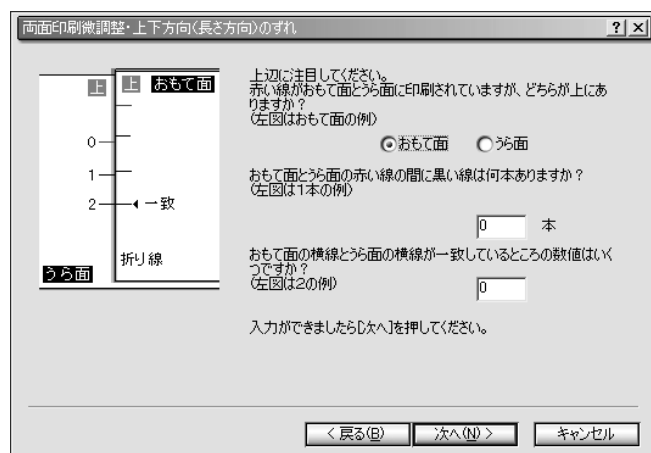 両面印刷微調整・上下方向(長さ方向)のずれ
上
上 おもて面
0
1
2
一致
折り線
うら面
上辺に注目してください。
赤い線がおもて面とうら面に印刷されていますが、どちらが上にあ
りますか?
(左図はおもて面の例)
おもて面 うら面
おもて面とうら面の赤い線の間に黒い線は何本ありますか?
(左図は1本の例)
0 本
おもて面の横線とうら面の横線が一致しているところの数値はいく
つですか?
(左図は2の例)
0
入力ができましたら[次へ]を押してください。
< 戻る(B) 次へ(N) > キャンセル